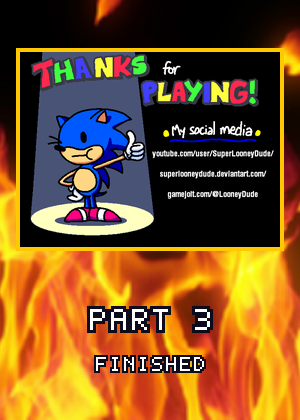 THANKS for
PLAYING!
My social media
youtube.com/user/SuperLooneyDude/
superlooneydude.deviantart.com/
gamejolt.com/@LooneyDude
PART 3
FINISHED